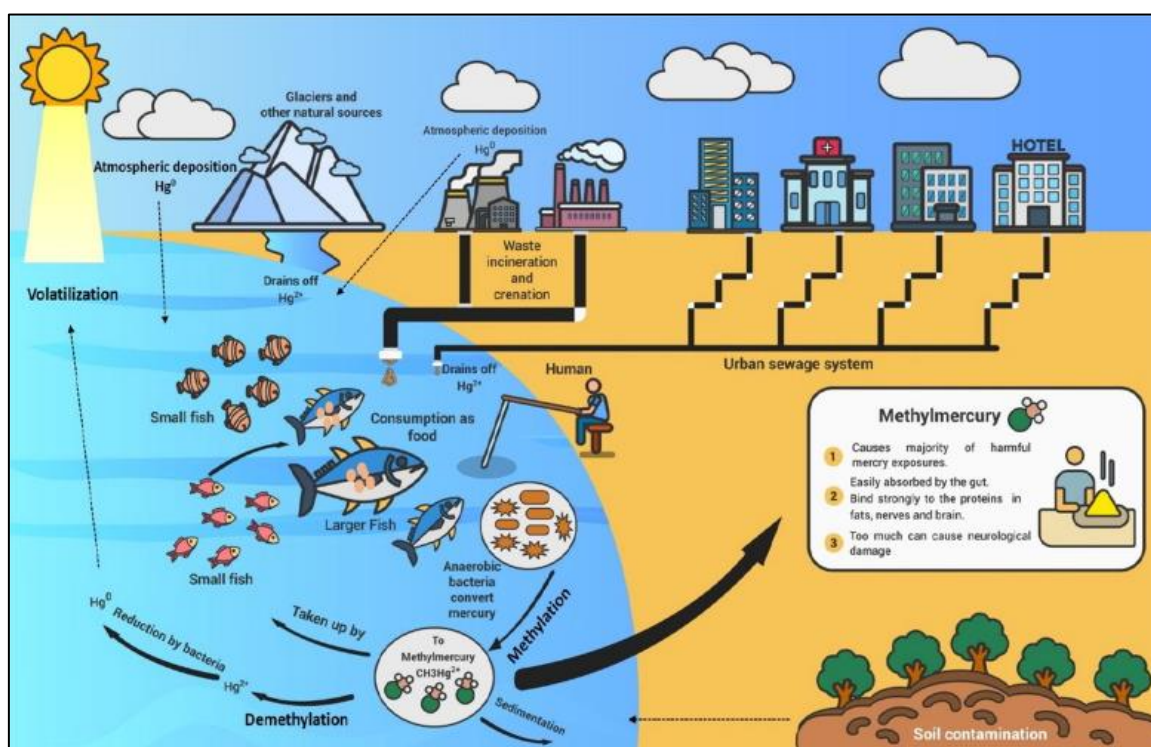 Glaciers and
other natural sources
Atmospheric deposition
Hg⁰
Atmospheric deposition
Hg⁰
HOTEL
Waste
incineration
and
crenation
Drains off
Hg²⁺
Volatilization
Urban sewage system
Drains off
Hg²⁺
Human
Small fish
Consumption as
food
Larger Fish
Small fish
Anaerobic
bacteria
convert
mercury
Methylation
To
Methylmercury
CH3Hg²⁺
Taken up by
Hg⁰
Reduction by bacteria
Hg²⁺
Demethylation
Sedimentation
Methylmercury
1 Causes majority of harmful
mercry exposures.
Easily absorbed by the gut.
2 Bind strongly to the proteins in
fats, nerves and brain.
3 Too much can cause neurological
damage
Soil contamination